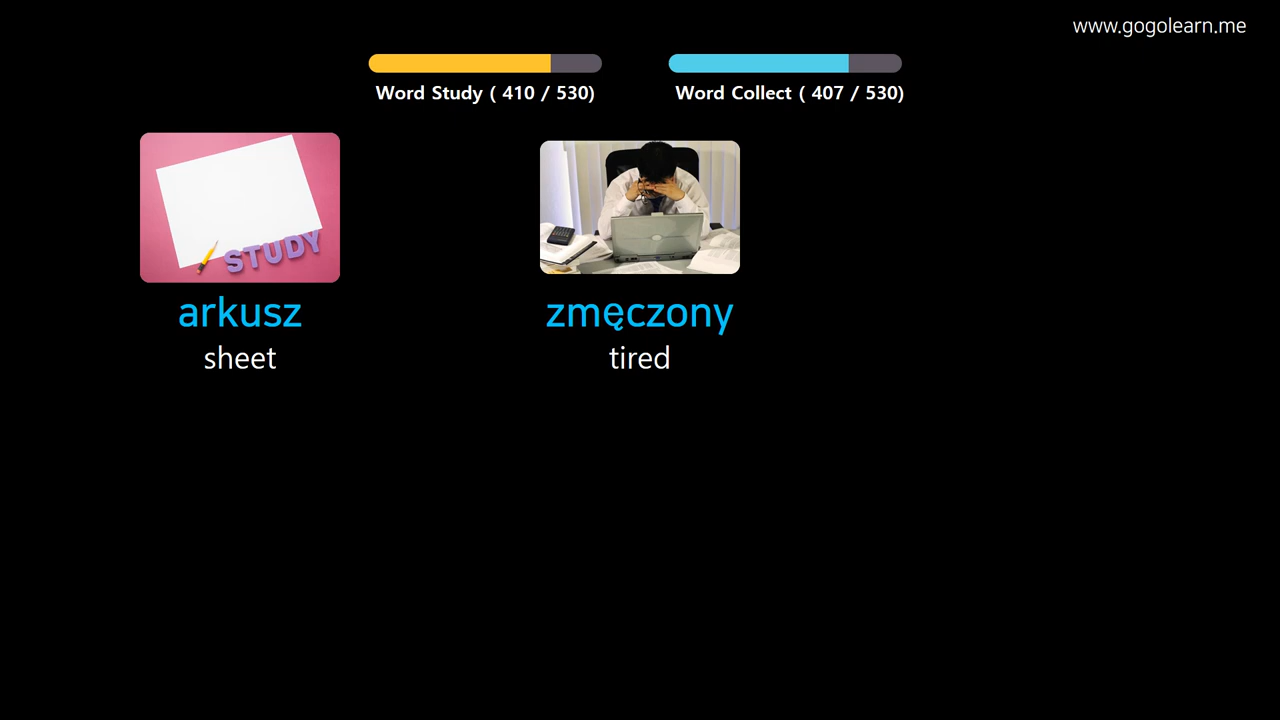 www.gogolearn.me
Word Study ( 410 / 530)
Word Collect ( 407 / 530)
STUDY
arkusz
sheet
zmęczony
tired